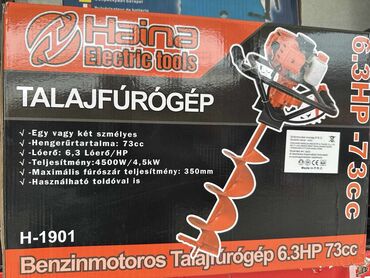 Haina
Electric tools
TALAJFÚRÓGÉP
-Egy vagy két szmélyes
-Hengerűrtartalma: 73cc
-Lóerő: 6,3 Lóerő/HP
-Teljesítmény:4500W/4,5kW
-Maximális fúrószár teljesítmény: 350mm
-Használható toldóval is
6.3HP-73cc
H-1901
Benzinmotoros Talajfúrógép 6.3HP 73cc